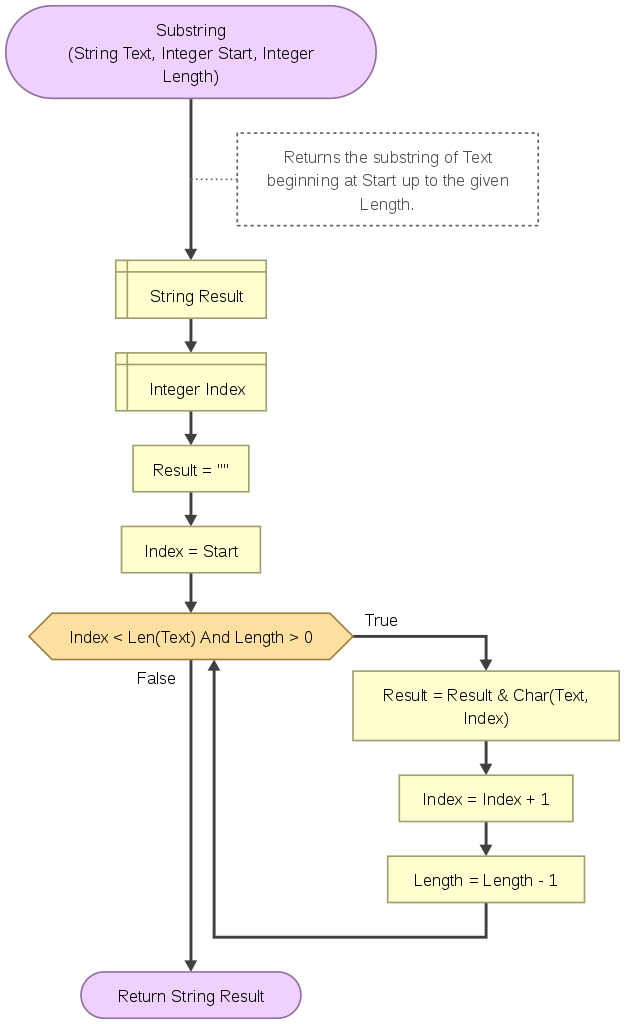 Substring
(String Text, Integer Start, Integer
Length)
Returns the substring of Text
beginning at Start up to the given
Length.
String Result
Integer Index
Result = ""
Index = Start
Index < Len(Text) And Length > 0
True
False
Result = Result & Char(Text,
Index)
Index = Index + 1
Length = Length - 1
Return String Result